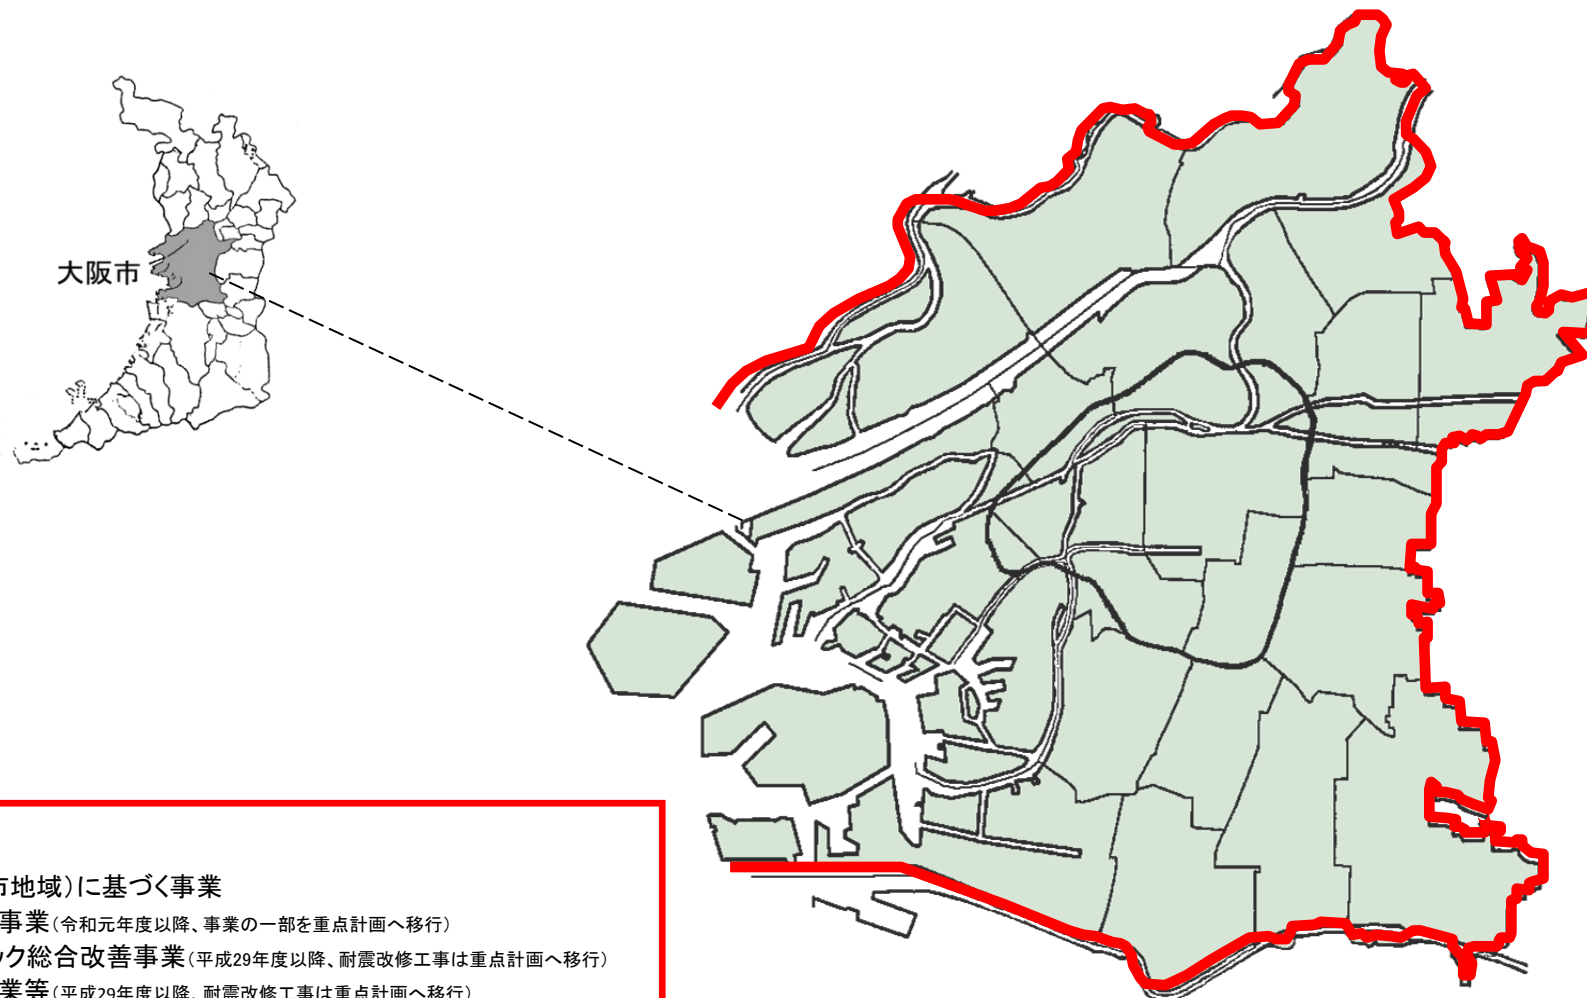 大阪市
市地域)に基づく事業
事業(令和元年度以降、事業の一部を重点計画へ移行)
ック総合改善事業(平成29年度以降、耐震改修工事は重点計画へ移行)
業等(平成29年度以降、耐震改修工事は重点計画へ移行)